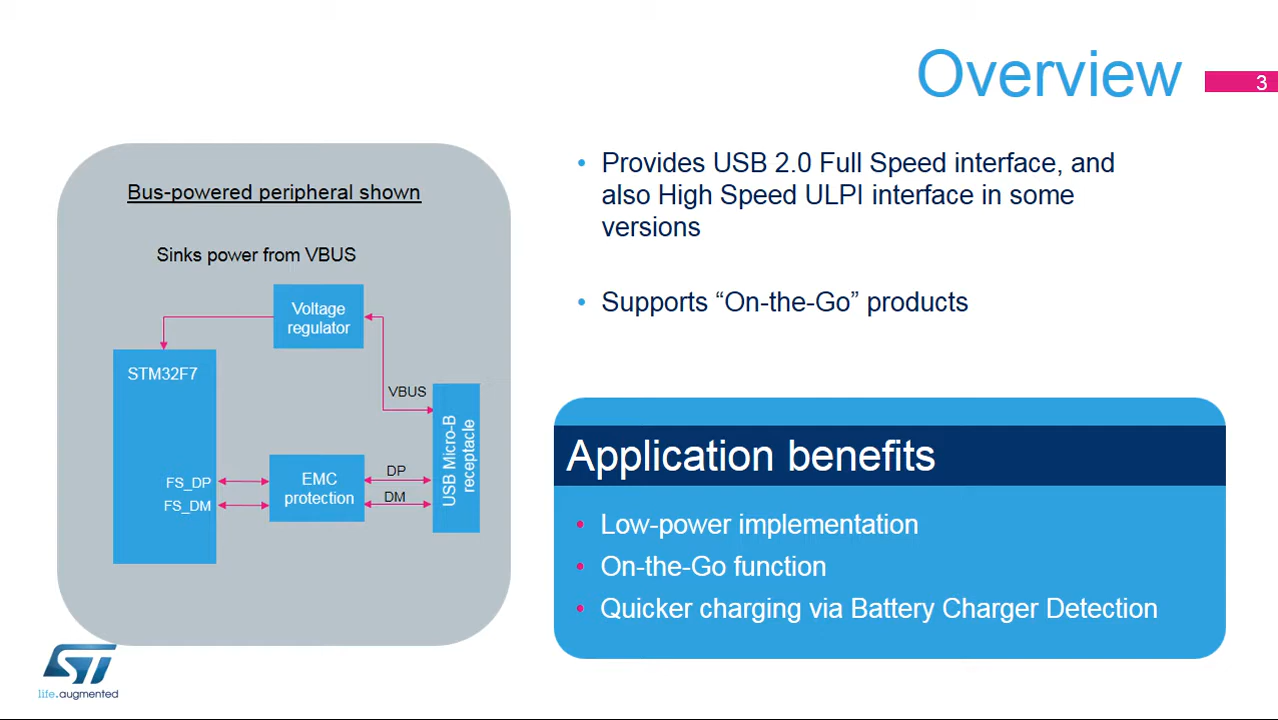 Overview
3
Bus-powered peripheral shown
Sinks power from VBUS
Voltage
regulator
STM32F7
VBUS
USB Micro-B
receptacle
FS_DP
FS_DM
EMC
protection
DP
DM
• Provides USB 2.0 Full Speed interface, and
also High Speed ULPI interface in some
versions
• Supports “On-the-Go” products
Application benefits
• Low-power implementation
• On-the-Go function
• Quicker charging via Battery Charger Detection
ST
life.augmented